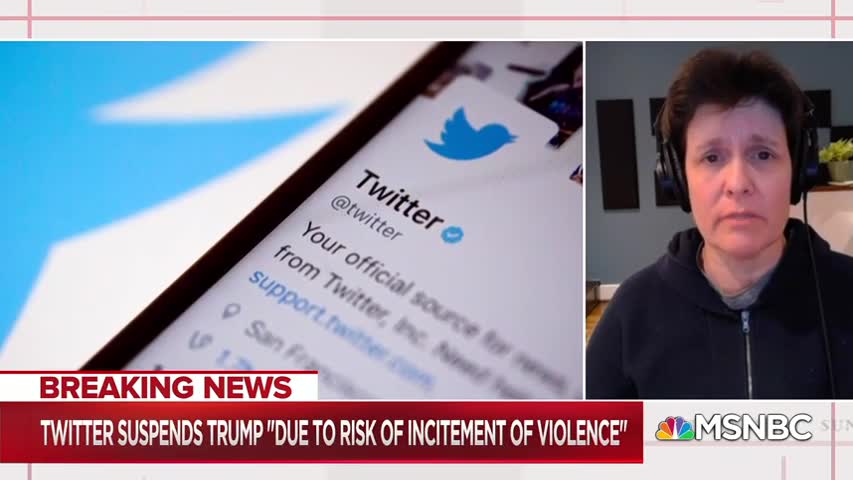 Twitter
@twitter
Your official source for news,
from Twitter, Inc. Need
support.twitter.com
San Francisco
BREAKING NEWS
TWITTER SUSPENDS TRUMP "DUE TO RISK OF INCITEMENT OF VIOLENCE"
MSNBC